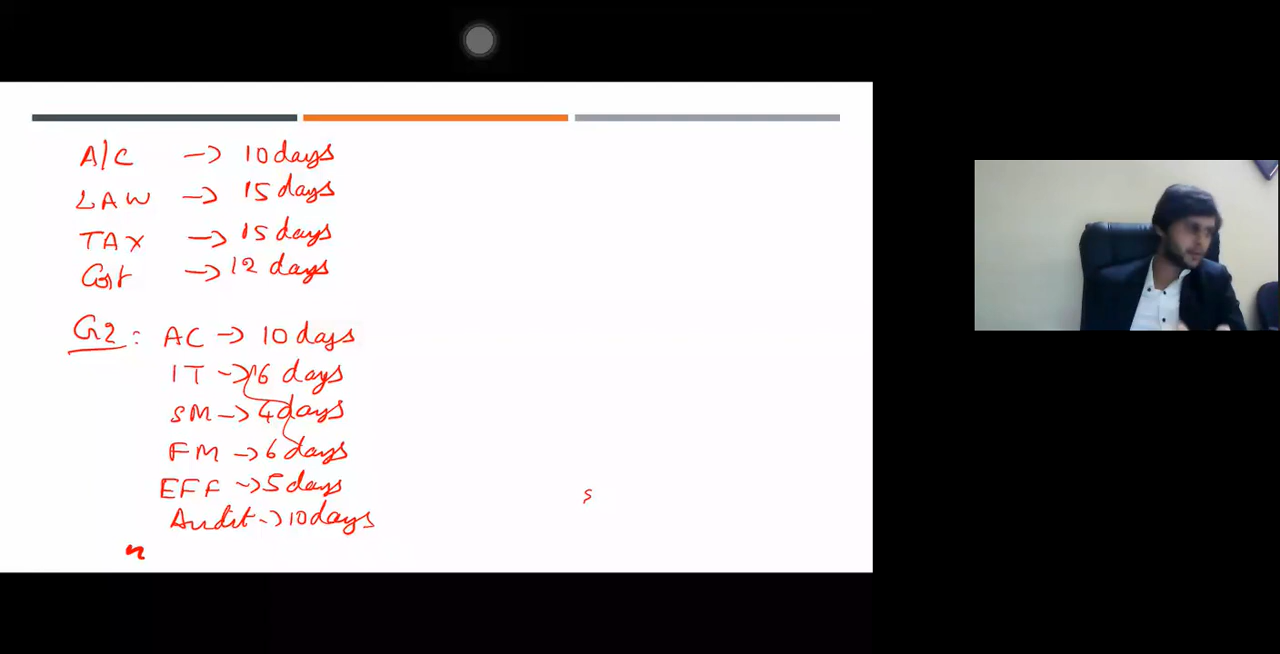 A/C -> 10 days
LAW -> 15 days
TAX -> 15 days
Cost -> 12 days
G2 : AC -> 10 days
IT -> 6 days
SM -> 4 days
FM -> 6 days
EFF -> 5 days
Audit -> 10 days
s